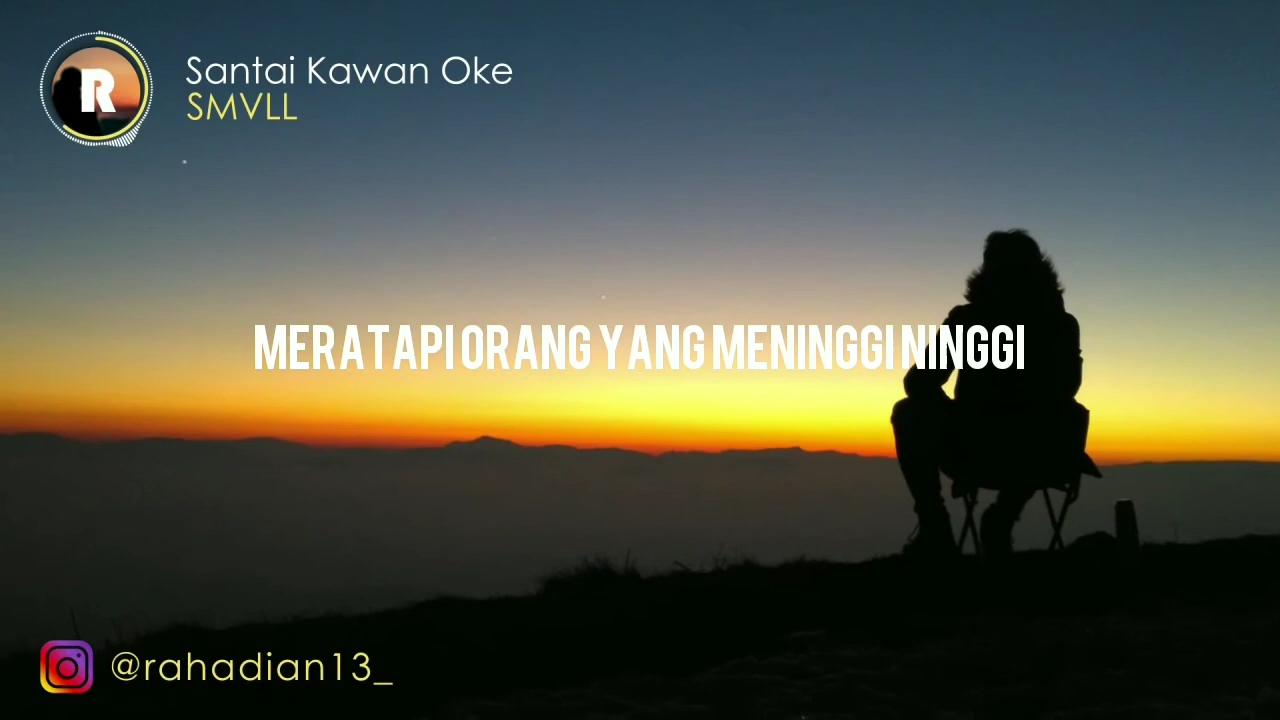 R
Santai Kawan Oke
SMVLL
MERATAPI ORANG YANG MENINGGI NINGGI
@rahadian13_